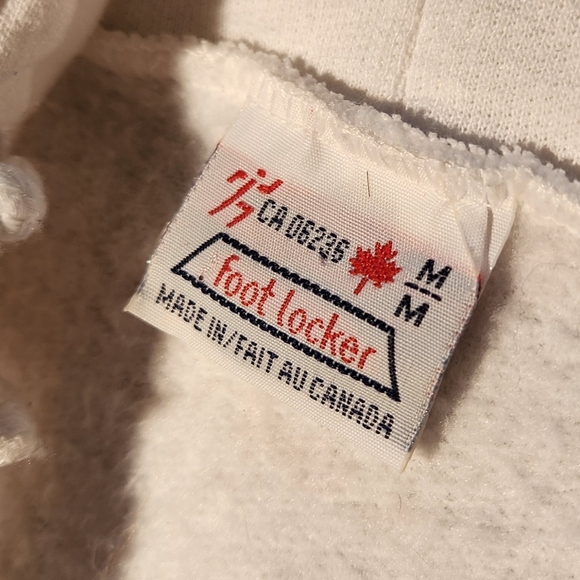 CA 06236
M
M
foot locker
MADE IN/FAIT AU CANADA